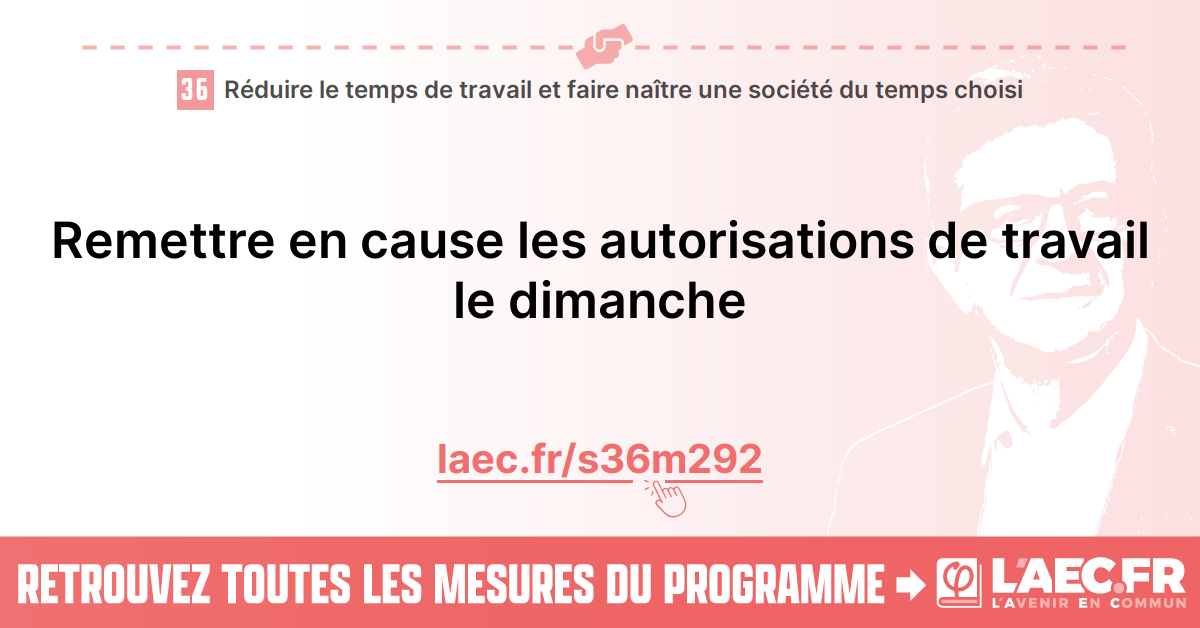 36 Réduire le temps de travail et faire naître une société du temps choisi
Remettre en cause les autorisations de travail
le dimanche
laec.fr/s36m292
RETROUVEZ TOUTES LES MESURES DU PROGRAMME
φ L'AEC.FR
L'AVENIR EN COMMUN